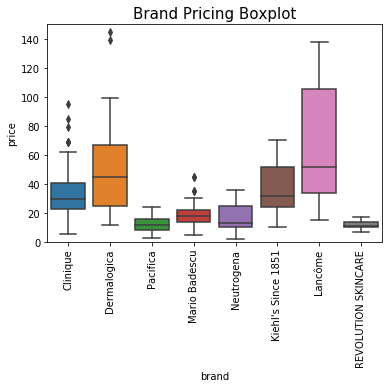 Brand Pricing Boxplot
price
140
120
100
80
60
40
20
0
Clinique
Dermalogica
Pacifica
Mario Badescu
Neutrogena
Kiehl's Since 1851
Lancôme
REVOLUTION SKINCARE
brand